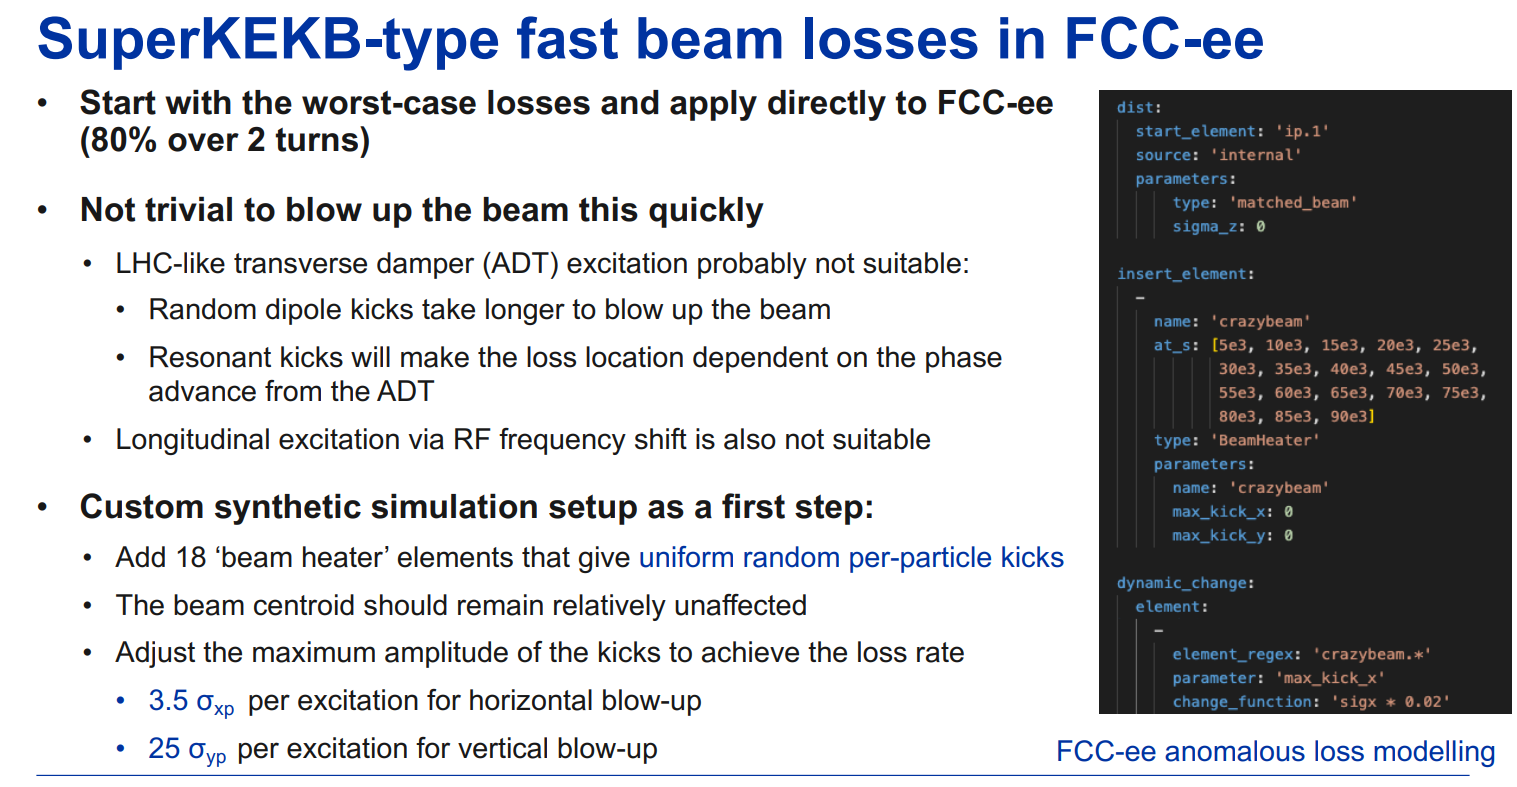 SuperKEKB-type fast beam losses in FCC-ee
• Start with the worst-case losses and apply directly to FCC-ee
(80% over 2 turns)
• Not trivial to blow up the beam this quickly
• LHC-like transverse damper (ADT) excitation probably not suitable:
• Random dipole kicks take longer to blow up the beam
• Resonant kicks will make the loss location dependent on the phase
advance from the ADT
• Longitudinal excitation via RF frequency shift is also not suitable
• Custom synthetic simulation setup as a first step:
• Add 18 ‘beam heater’ elements that give uniform random per-particle kicks
• The beam centroid should remain relatively unaffected
• Adjust the maximum amplitude of the kicks to achieve the loss rate
• 3.5 σxp per excitation for horizontal blow-up
• 25 σyp per excitation for vertical blow-up
dist:
start_element: 'ip.1'
source: 'internal'
parameters:
type: 'matched_beam'
sigma_z: 0
insert_element:
–
name: 'crazybeam'
at_s: [5e3, 10e3, 15e3, 20e3, 25e3,
30e3, 35e3, 40e3, 45e3, 50e3,
55e3, 60e3, 65e3, 70e3, 75e3,
80e3, 85e3, 90e3]
type: 'BeamHeater'
parameters:
name: 'crazybeam'
max_kick_x: 0
max_kick_y: 0
dynamic_change:
element:
–
element_regex: 'crazybeam.*'
parameter: 'max_kick_x'
change_function: 'sigx * 0.02'
FCC-ee anomalous loss modelling